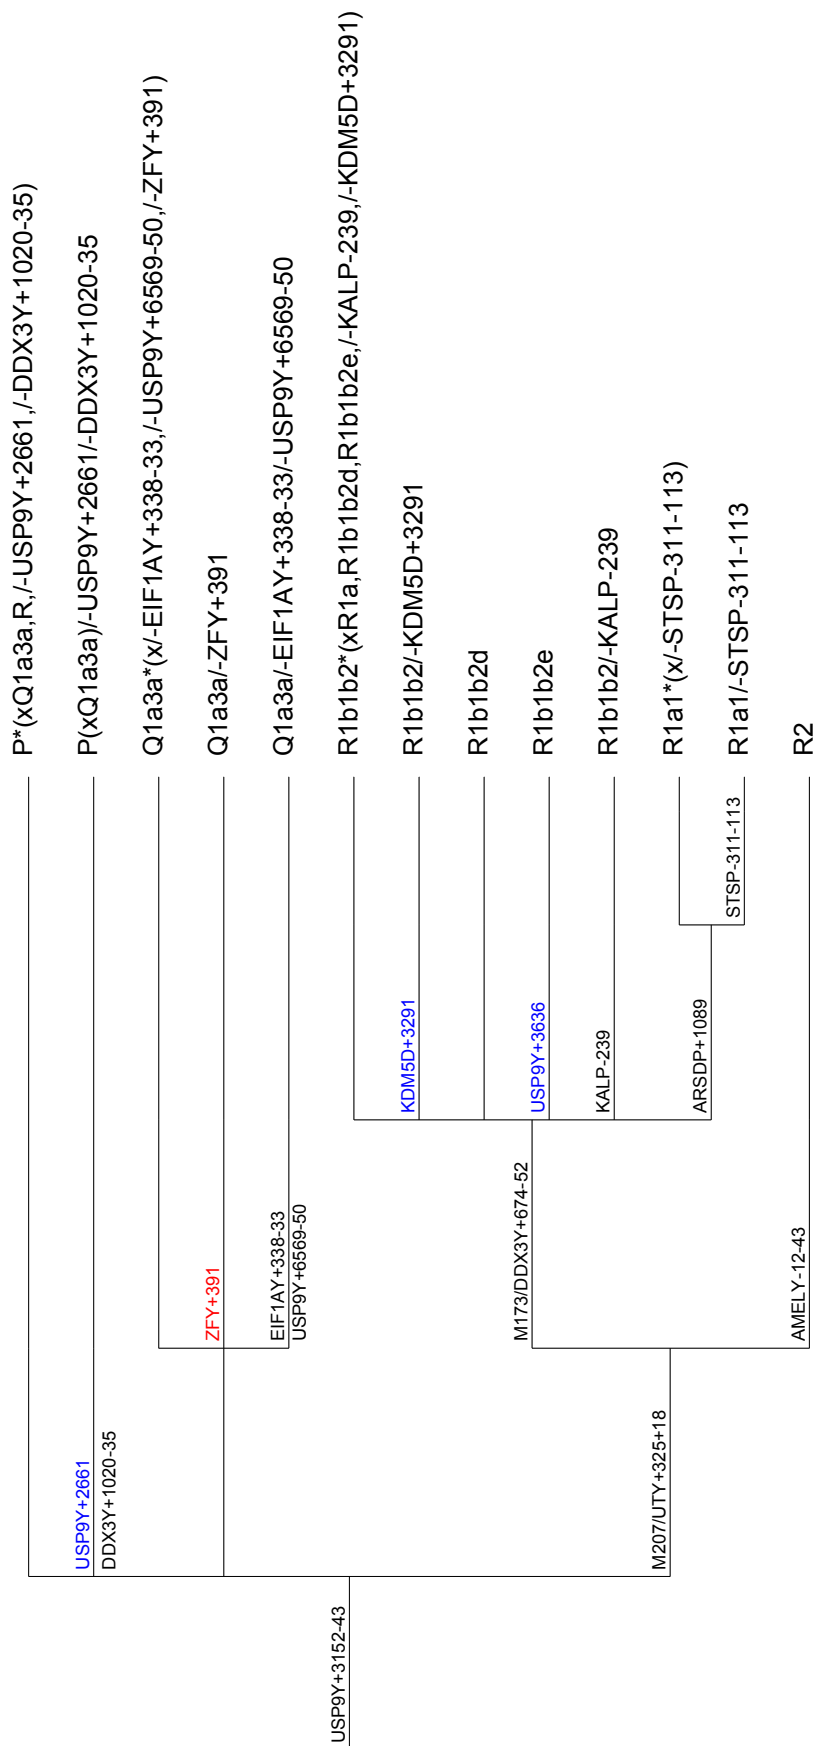 P*(xQ1a3a,R,/-USP9Y+2661,/-DDX3Y+1020-35)
P(xQ1a3a)/-USP9Y+2661/-DDX3Y+1020-35
Q1a3a*(x/-EIF1AY+338-33,/-USP9Y+6569-50,/-ZFY+391)
Q1a3a/-ZFY+391
Q1a3a/-EIF1AY+338-33/-USP9Y+6569-50
R1b1b2*(xR1a,R1b1b2d,R1b1b2e,/-KALP-239,/-KDM5D+3291)
R1b1b2/-KDM5D+3291
R1b1b2d
R1b1b2e
R1b1b2/-KALP-239
R1a1*(x/-STSP-311-113)
R1a1/-STSP-311-113
R2
USP9Y+2661
DDX3Y+1020-35
ZFY+391
EIF1AY+338-33
USP9Y+6569-50
KDM5D+3291
USP9Y+3636
KALP-239
ARSDP+1089
STSP-311-113
M173/DDX3Y+674-52
AMELY-12-43
M207/UTY+325+18
USP9Y+3152-43